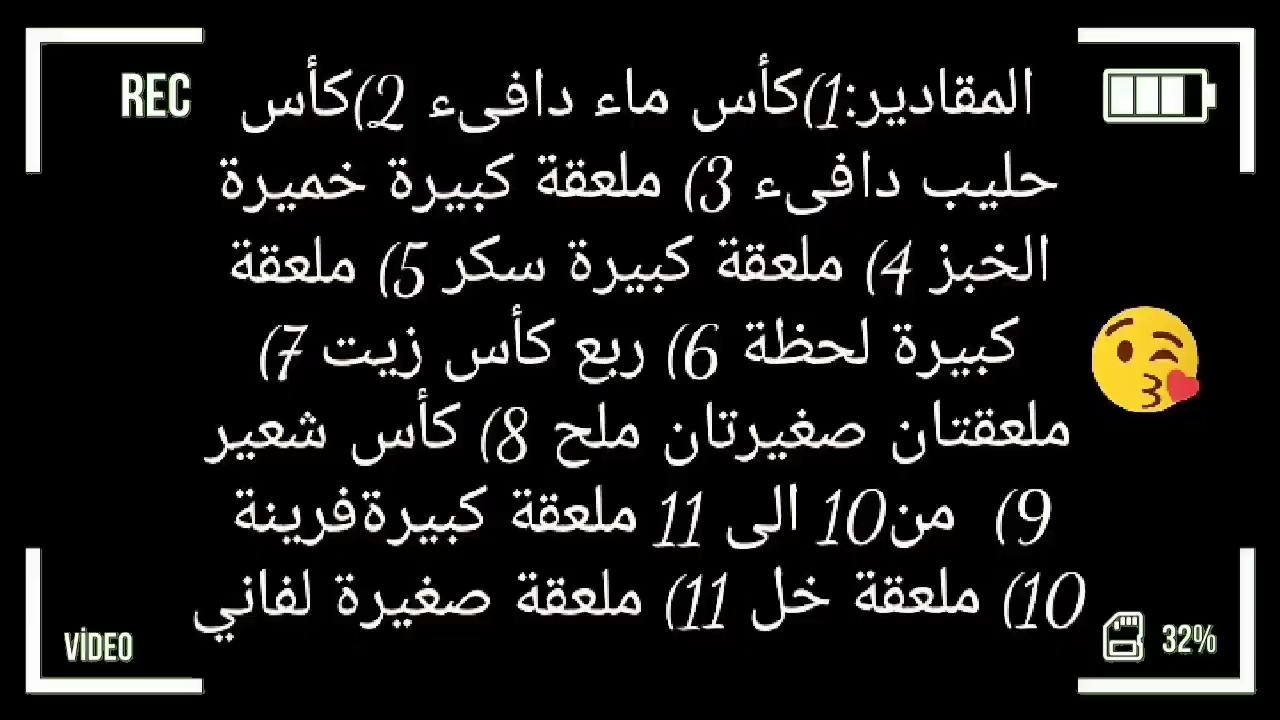 REC
المقادير:1)كأس ماء دافىء 2)كأس
حليب دافىء 3) ملعقة كبيرة خميرة
الخبز 4) ملعقة كبيرة سكر 5) ملعقة
كبيرة لحظة 6) ربع كأس زيت 7)
ملعقتان صغيرتان ملح 8) كأس شعير
9) من10 الى 11 ملعقة كبيرةفرينة
10) ملعقة خل 11) ملعقة صغيرة لفاني
VİDEO
32%